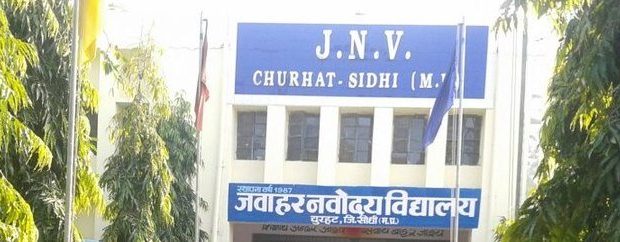 J.N.V.
CHURHAT-SIDHI (M.
स्थापना वर्ष 1987
जवाहर नवोदय विद्यालय
चुरहट, जि.सीधी (म.प्र.)